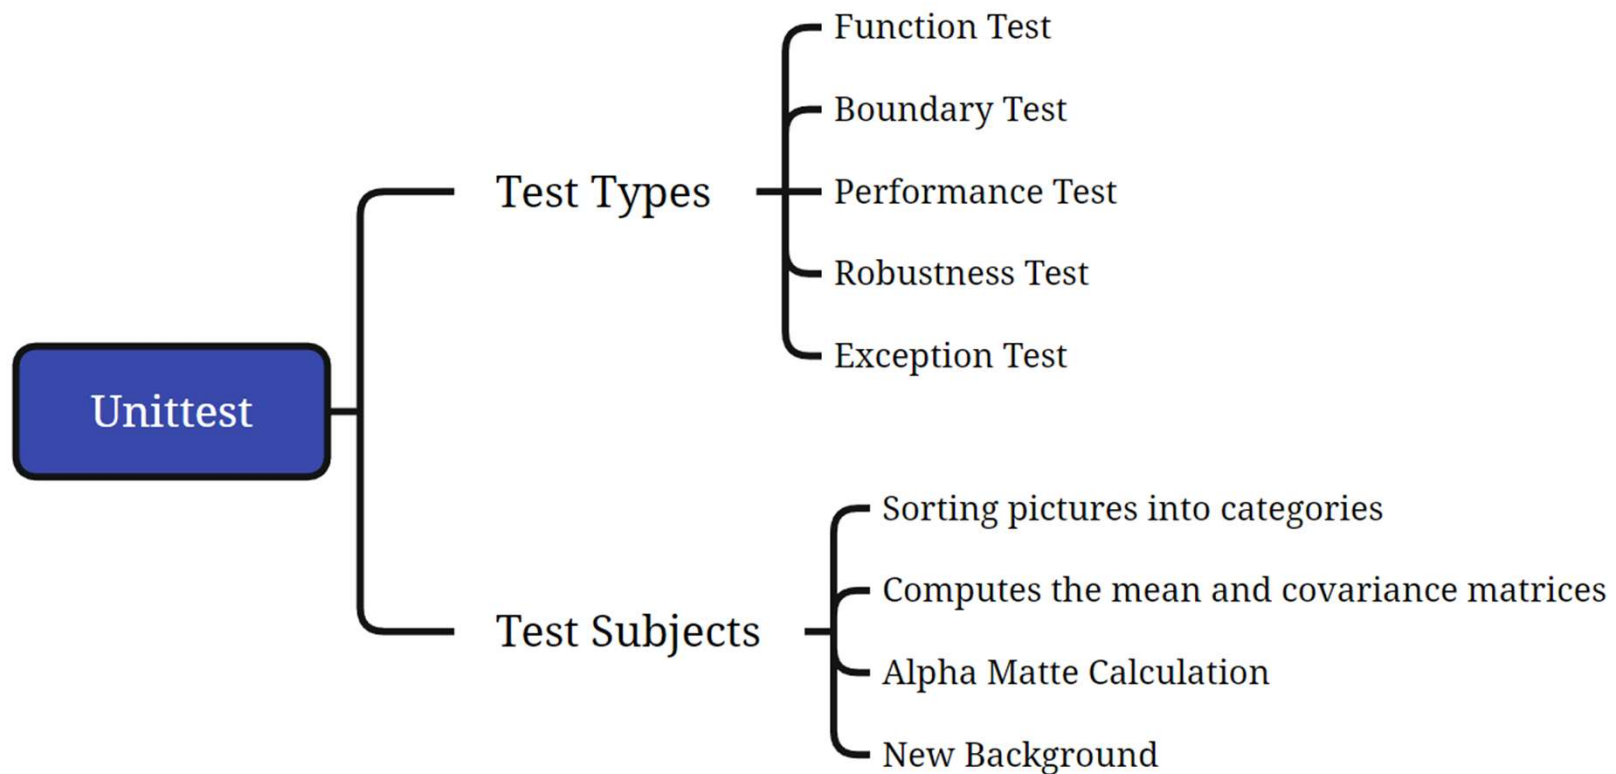 Unittest
Test Types
Function Test
Boundary Test
Performance Test
Robustness Test
Exception Test
Test Subjects
Sorting pictures into categories
Computes the mean and covariance matrices
Alpha Matte Calculation
New Background